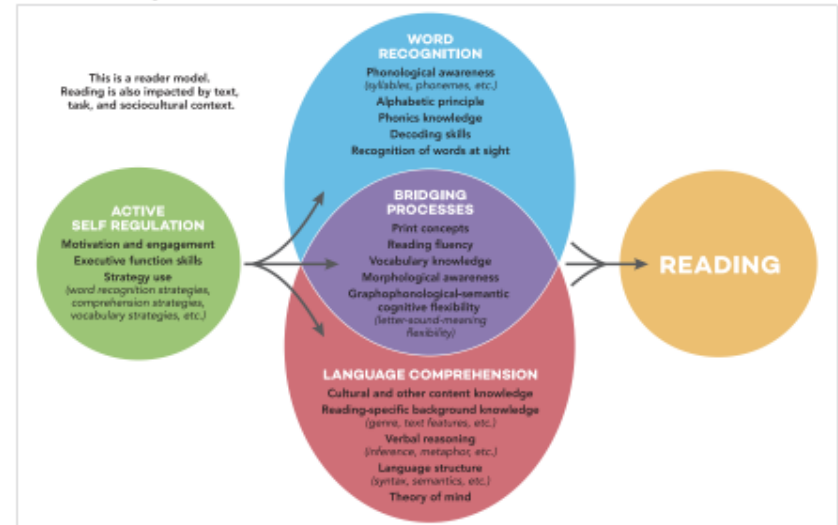 This is a reader model.
Reading is also impacted by text,
task, and sociocultural context.
WORD
RECOGNITION
Phonological awareness
(syllables, phonemes, etc.)
Alphabetic principle
Phonics knowledge
Decoding skills
Recognition of words at sight
ACTIVE
SELF REGULATION
Motivation and engagement
Executive function skills
Strategy use
(word recognition strategies,
comprehension strategies,
vocabulary strategies, etc.)
BRIDGING
PROCESSES
Print concepts
Reading fluency
Vocabulary knowledge
Morphological awareness
Graphophonological-semantic
cognitive flexibility
(letter-sound-meaning
flexibility)
LANGUAGE COMPREHENSION
Cultural and other content knowledge
Reading-specific background knowledge
(genre, text features, etc.)
Verbal reasoning
(inference, metaphor, etc.)
Language structure
(syntax, semantics, etc.)
Theory of mind
READING